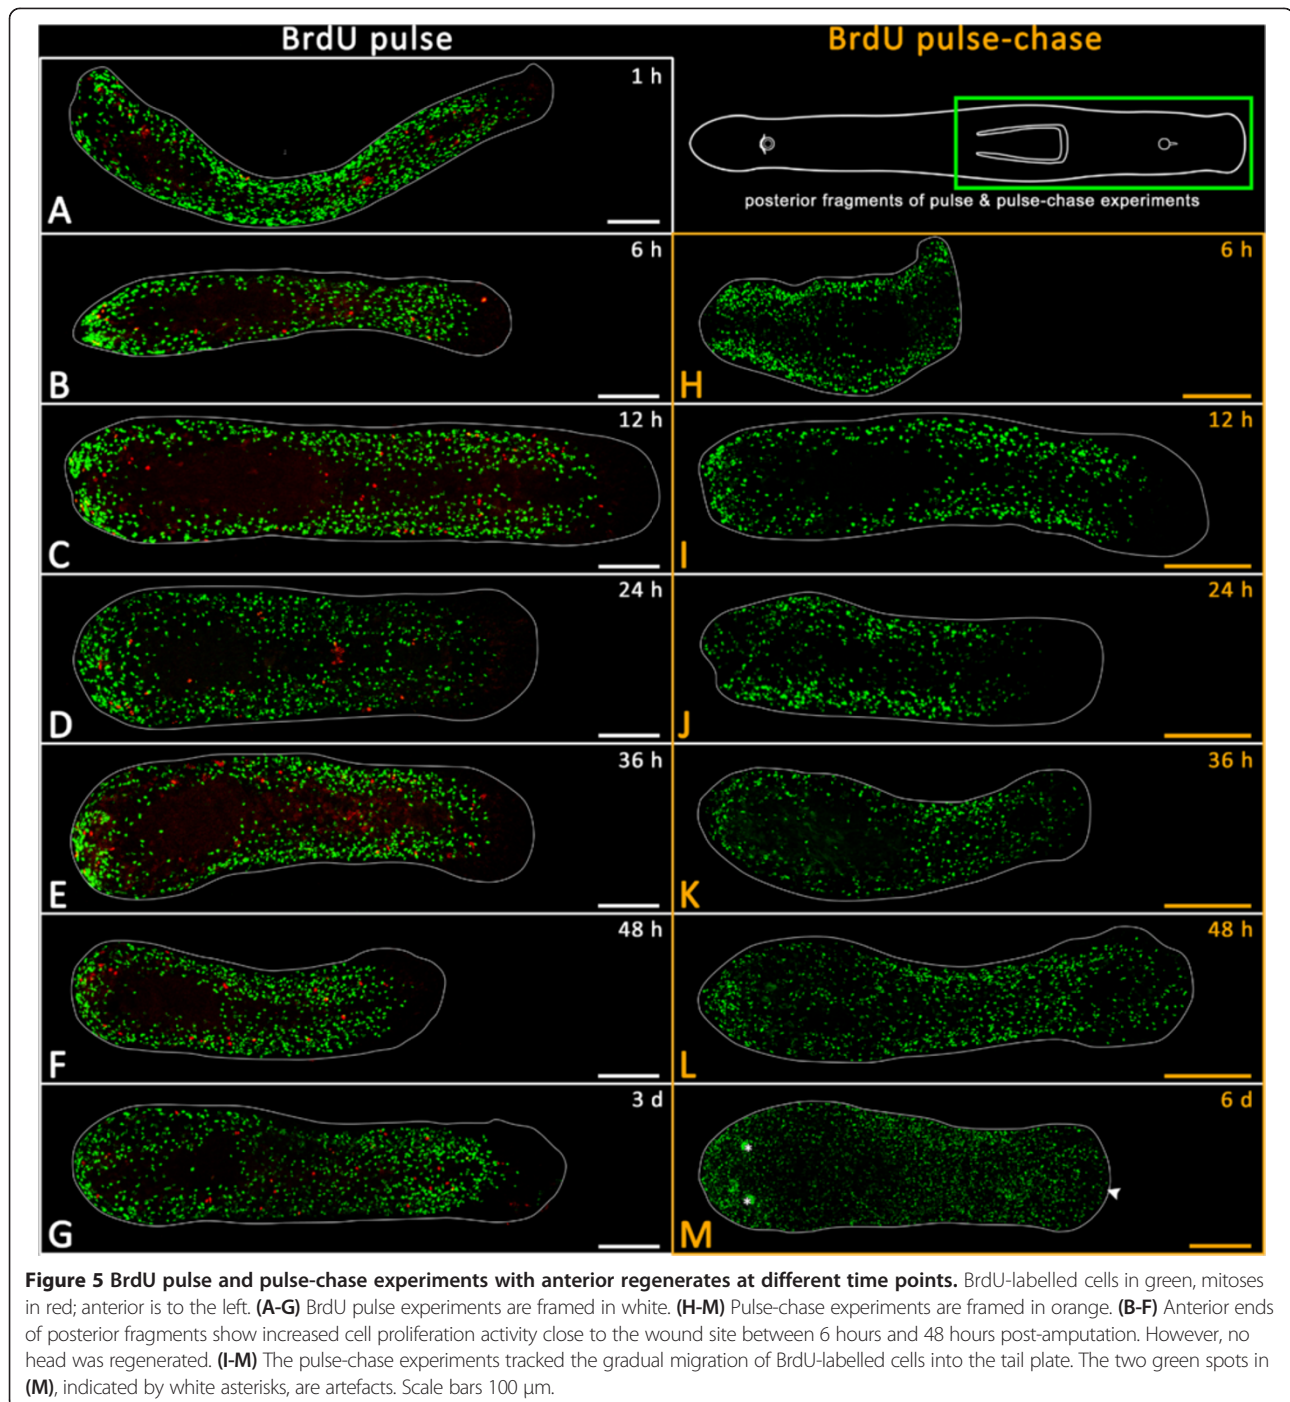 BrdU pulse
BrdU pulse-chase
1 h
A
posterior fragments of pulse & pulse-chase experiments
6 h
B
6 h
H
12 h
C
12 h
I
24 h
D
24 h
J
36 h
E
36 h
K
48 h
F
48 h
L
3 d
G
6 d
* *
M
Figure 5 BrdU pulse and pulse-chase experiments with anterior regenerates at different time points. BrdU-labelled cells in green, mitoses
in red; anterior is to the left. (A-G) BrdU pulse experiments are framed in white. (H-M) Pulse-chase experiments are framed in orange. (B-F) Anterior ends
of posterior fragments show increased cell proliferation activity close to the wound site between 6 hours and 48 hours post-amputation. However, no
head was regenerated. (I-M) The pulse-chase experiments tracked the gradual migration of BrdU-labelled cells into the tail plate. The two green spots in
(M), indicated by white asterisks, are artefacts. Scale bars 100 μm.